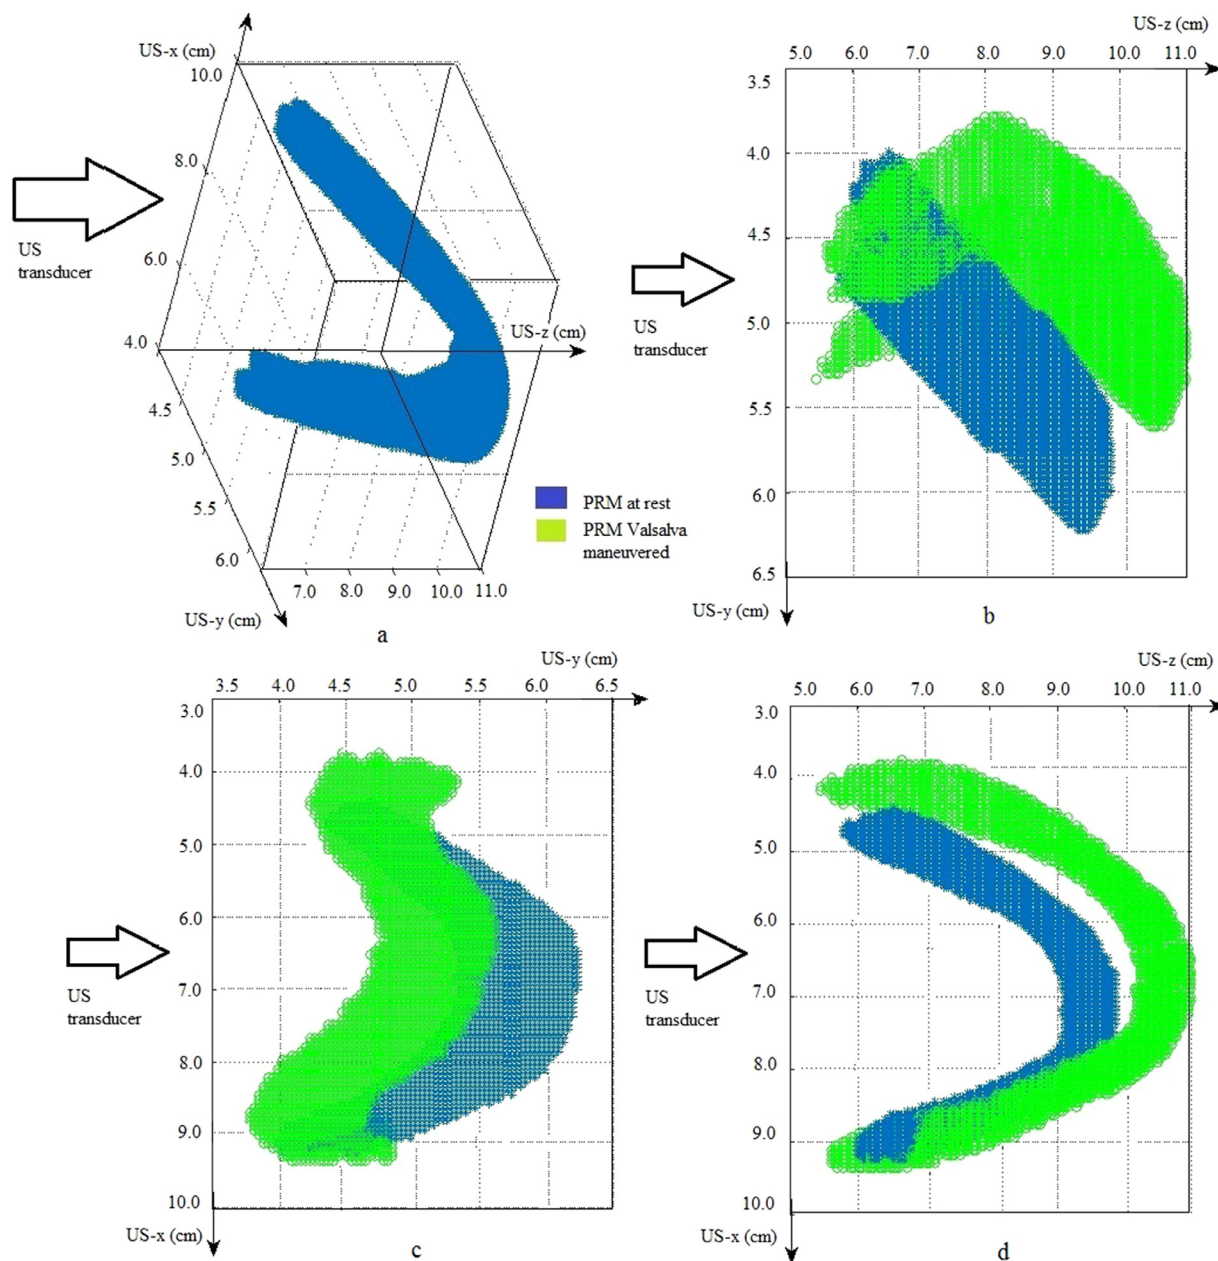 US-x (cm)
10.0
8.0
6.0
4.0
4.5
5.0
5.5
6.0
US-y (cm)
7.0 8.0 9.0 10.0 11.0
US-z (cm)
US
transducer
PRM at rest
PRM Valsalva
maneuvered
a
US-z (cm)
5.0 6.0 7.0 8.0 9.0 10.0 11.0
3.5
4.0
4.5
5.0
5.5
6.0
6.5
US-y (cm)
US
transducer
b
US-y (cm)
3.5 4.0 4.5 5.0 5.5 6.0 6.5
3.0
4.0
5.0
6.0
7.0
8.0
9.0
10.0
US-x (cm)
US
transducer
c
US-z (cm)
5.0 6.0 7.0 8.0 9.0 10.0 11.0
3.0
4.0
5.0
6.0
7.0
8.0
9.0
10.0
US-x (cm)
US
transducer
d